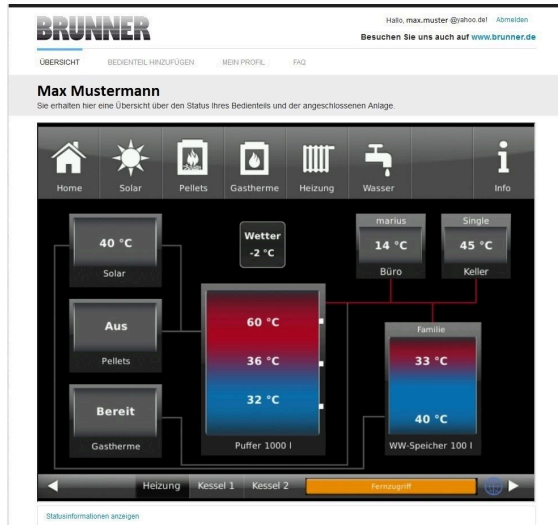 BRUNNER
Hallo, max.muster @yahoo.de! Abmelden
Besuchen Sie uns auch auf www.brunner.de
ÜBERSICHT BEDIENTEIL HINZUFÜGEN MEIN PROFIL FAQ
Max Mustermann
Sie erhalten hier eine Übersicht über den Status Ihres Bedienteils und der angeschlossenen Anlage.
Home Solar Pellets Gastherme Heizung Wasser Info
marius Single
40 °C Wetter 14 °C 45 °C
-2 °C
Solar Büro Keller
Aus 60 °C Familie
Pellets 36 °C 33 °C
Bereit 32 °C 40 °C
Gastherme Puffer 1000 l WW-Speicher 100 l
Heizung Kessel 1 Kessel 2 Fernzugriff
Statusinformationen anzeigen